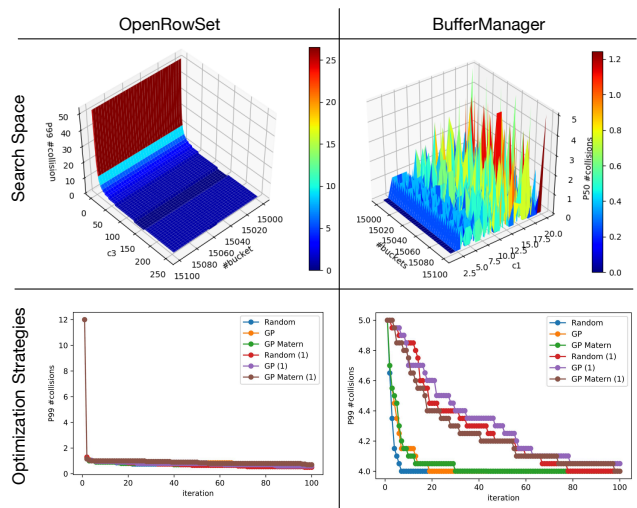 OpenRowSet
BufferManager
Search Space
50
40
30
20
10
0
P99 #collision
0
50
100
150
200
250
c3
15000
15020
15040
15060
15080
15100
#bucket
25
20
15
10
5
0
15000
15020
15040
15060
15080
15100
#buckets
2.5
5.0
7.5
10.0
12.5
15.0
17.5
20.0
c1
5
4
3
2
1
0
P50 #collisions
1.2
1.0
0.8
0.6
0.4
0.2
0.0
Optimization Strategies
P99 #collisions
12
10
8
6
4
2
0
0
20
40
60
80
100
iteration
Random
GP
GP Matern
Random (1)
GP (1)
GP Matern (1)
P99 #collisions
5.0
4.8
4.6
4.4
4.2
4.0
0
20
40
60
80
100
iteration
Random
GP
GP Matern
Random (1)
GP (1)
GP Matern (1)